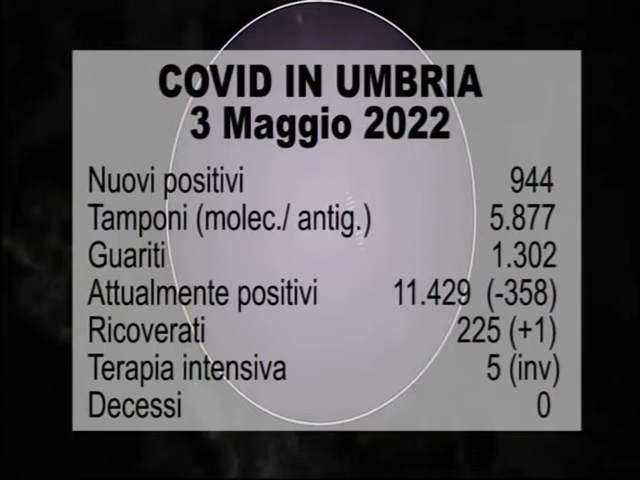 COVID IN UMBRIA
3 Maggio 2022
Nuovi positivi 944
Tamponi (molec./ antig.) 5.877
Guariti 1.302
Attualmente positivi 11.429 (-358)
Ricoverati 225 (+1)
Terapia intensiva 5 (inv)
Decessi 0